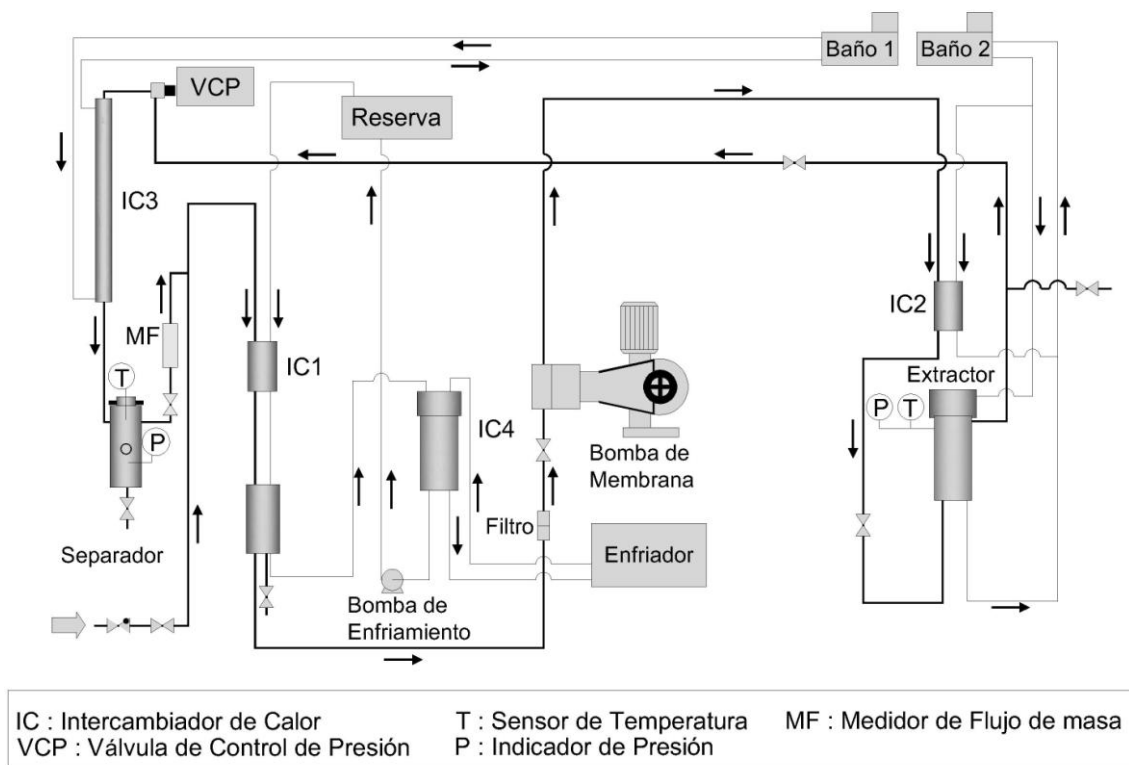 Baño 1
Baño 2
VCP
Reserva
IC3
MF
IC1
IC2
T
Extractor
P
T
IC4
P
Bomba de
Membrana
Filtro
Separador
Enfriador
Bomba de
Enfriamiento
IC : Intercambiador de Calor
T : Sensor de Temperatura
MF : Medidor de Flujo de masa
VCP : Válvula de Control de Presión
P : Indicador de Presión